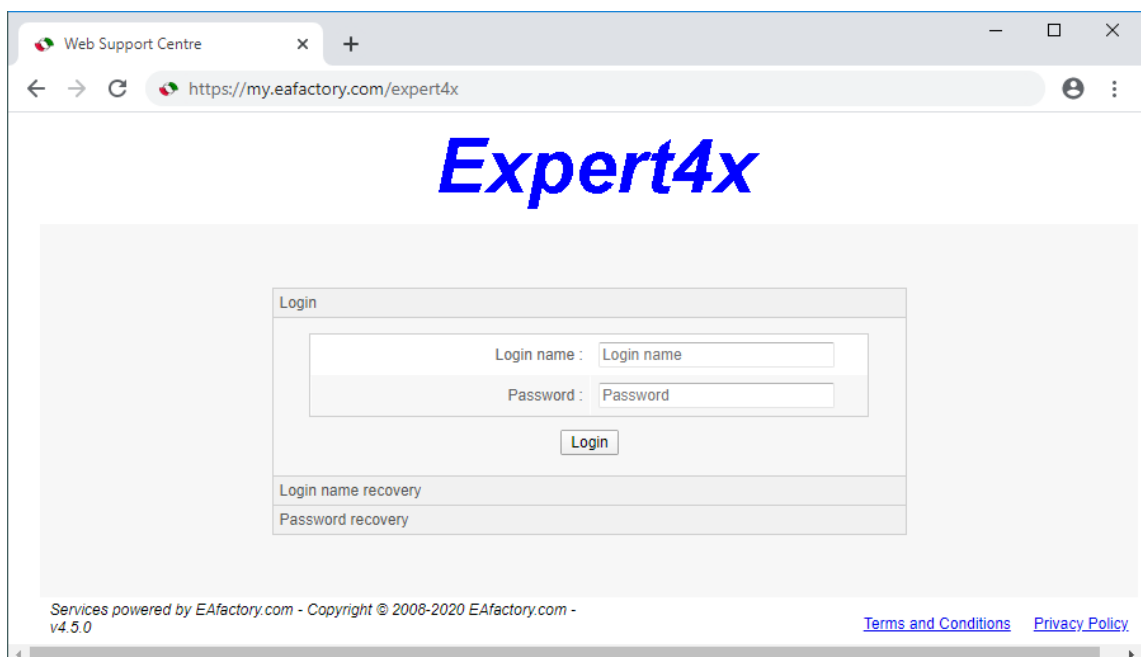 Web Support Centre
https://my.eafactory.com/expert4x
Expert4x
Login
Login name : Login name
Password : Password
Login
Login name recovery
Password recovery
Services powered by EAfactory.com - Copyright © 2008-2020 EAfactory.com -
v4.5.0
Terms and Conditions Privacy Policy